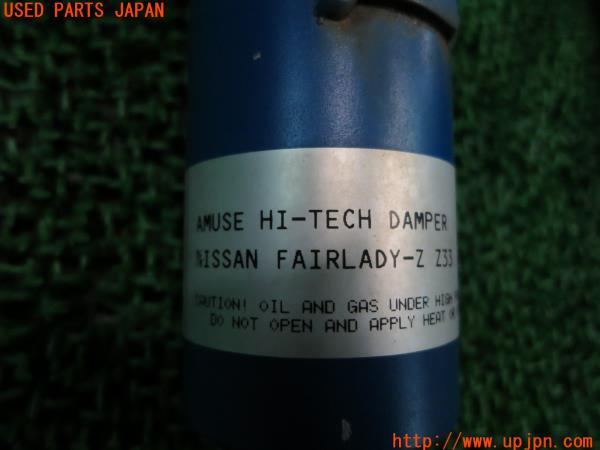 USED PARTS JAPAN
AMUSE HI-TECH DAMPER
NISSAN FAIRLADY-Z Z33
CAUTION! OIL AND GAS UNDER HIGH
DO NOT OPEN AND APPLY HEAT
http://www.upjpn.com/